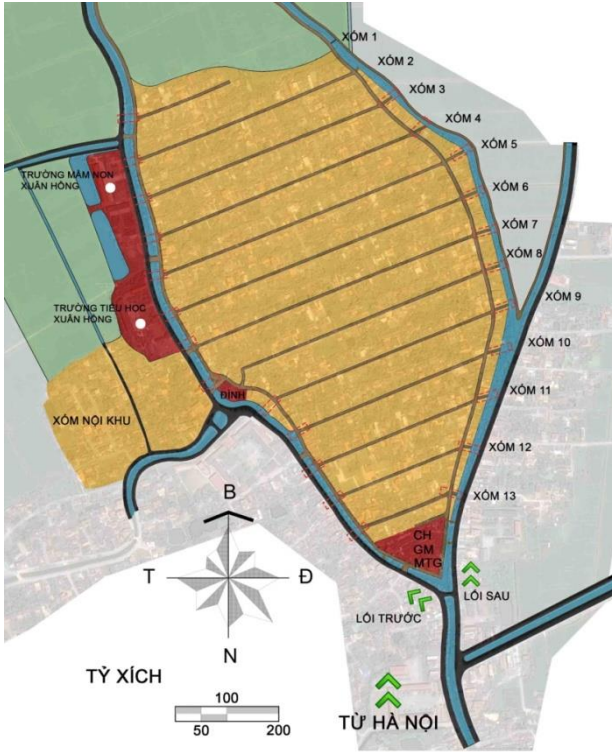 XÓM 1
XÓM 2
XÓM 3
XÓM 4
XÓM 5
TRƯỜNG MẦM NON
XUÂN HỒNG
XÓM 6
XÓM 7
XÓM 8
XÓM 9
TRƯỜNG TIỂU HỌC
XUÂN HỒNG
XÓM 10
XÓM 11
ĐÌNH
XÓM NỘI KHU
XÓM 12
XÓM 13
B
CH
GM
MTG
T
Đ
LỐI SAU
LỐI TRƯỚC
N
TỶ XÍCH
100
50
200
TỪ HÀ NỘI